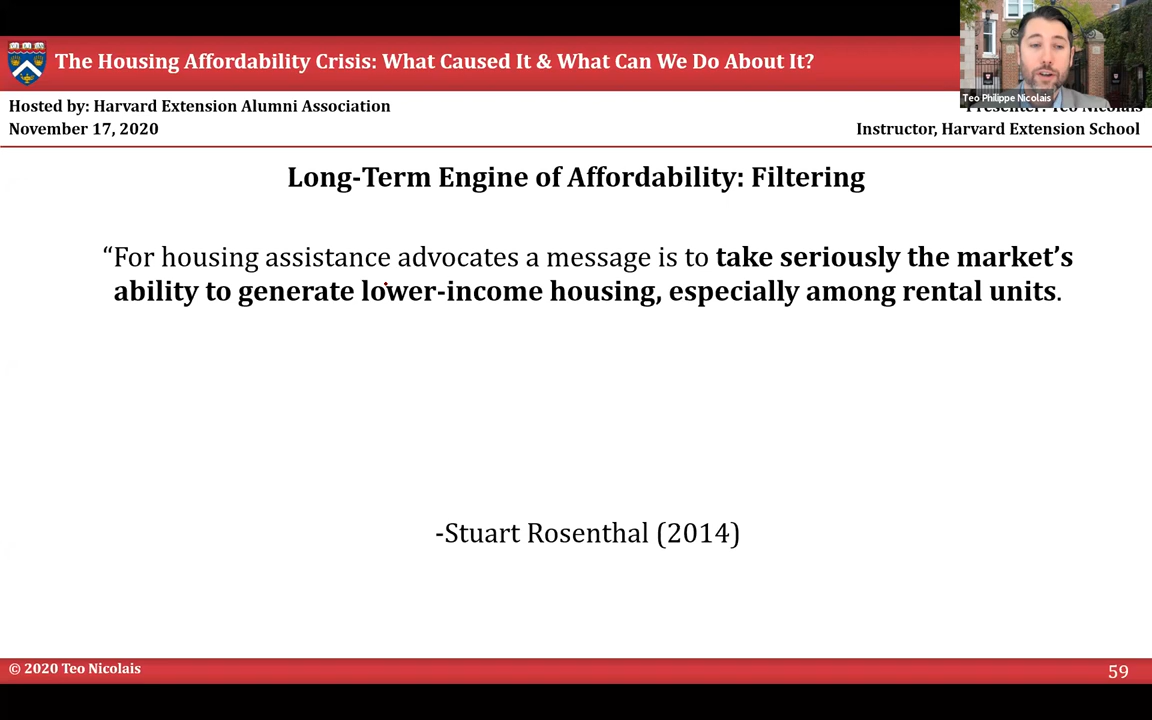 The Housing Affordability Crisis: What Caused It & What Can We Do About It?
Teo Philippe Nicolais
Hosted by: Harvard Extension Alumni Association
Presenter: Teo Nicolais
November 17, 2020
Instructor, Harvard Extension School
Long-Term Engine of Affordability: Filtering
“For housing assistance advocates a message is to take seriously the market’s
ability to generate lower-income housing, especially among rental units.
-Stuart Rosenthal (2014)
© 2020 Teo Nicolais
59